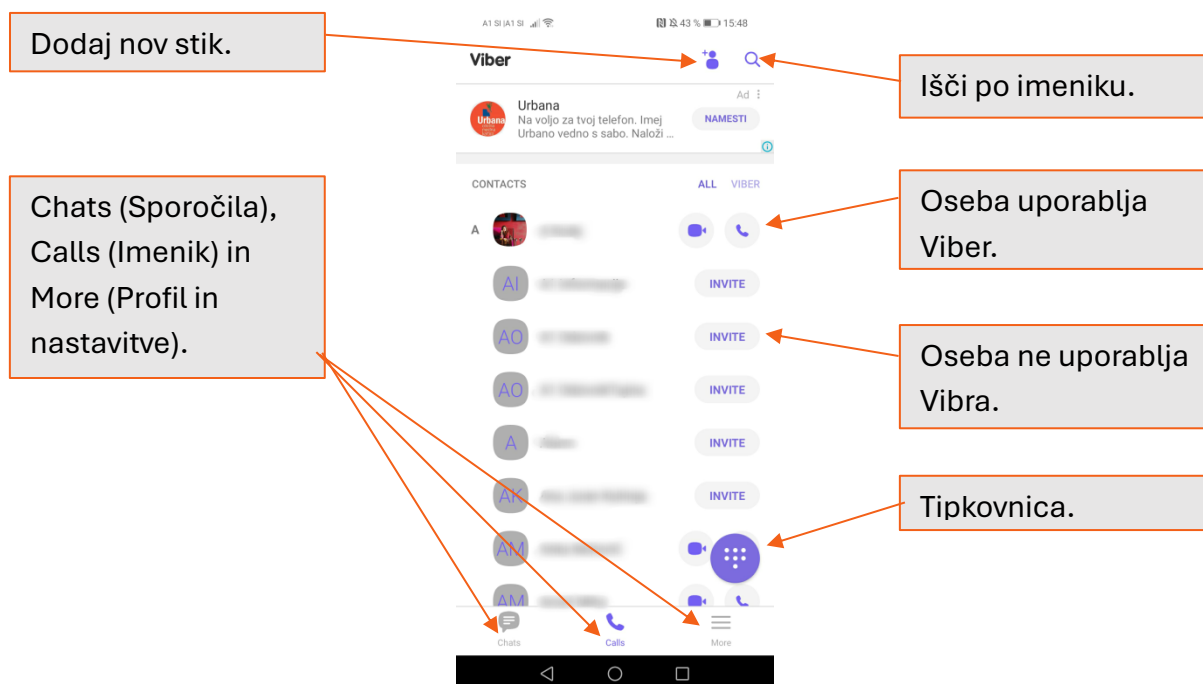 Dodaj nov stik.
Chats (Sporočila),
Calls (Imenik) in
More (Profil in
nastavitve).
A1 SI |A1 SI
43 % 15:48
Viber
Ad
Urbana
Na voljo za tvoj telefon. Imej
Urbano vedno s sabo. Naloži ...
NAMESTI
Urbana
CONTACTS
ALL VIBER
A
AI
INVITE
AO
INVITE
AO
INVITE
A
INVITE
AK
INVITE
AM
AM
Chats
Calls
More
Išči po imeniku.
Oseba uporablja
Viber.
Oseba ne uporablja
Vibra.
Tipkovnica.